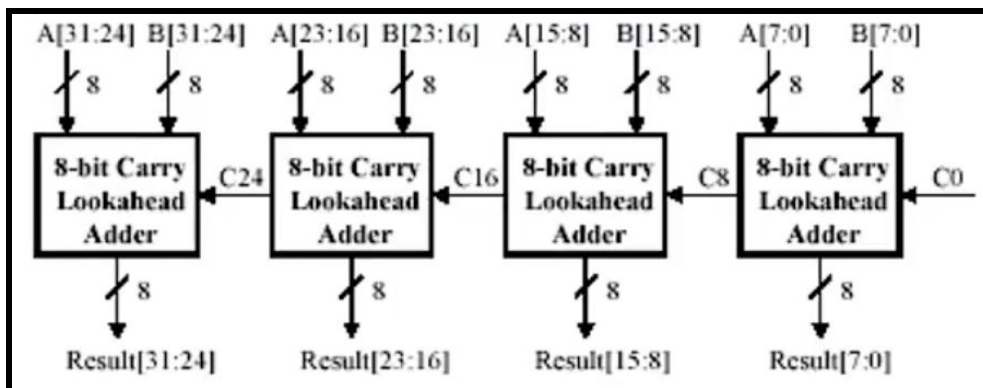 A[31:24] B[31:24] A[23:16] B[23:16] A[15:8] B[15:8] A[7:0] B[7:0]
8 8 8 8 8 8 8 8
8-bit Carry Lookahead Adder
C24
8-bit Carry Lookahead Adder
C16
8-bit Carry Lookahead Adder
C8
8-bit Carry Lookahead Adder
C0
8 8 8 8
Result[31:24] Result[23:16] Result[15:8] Result[7:0]